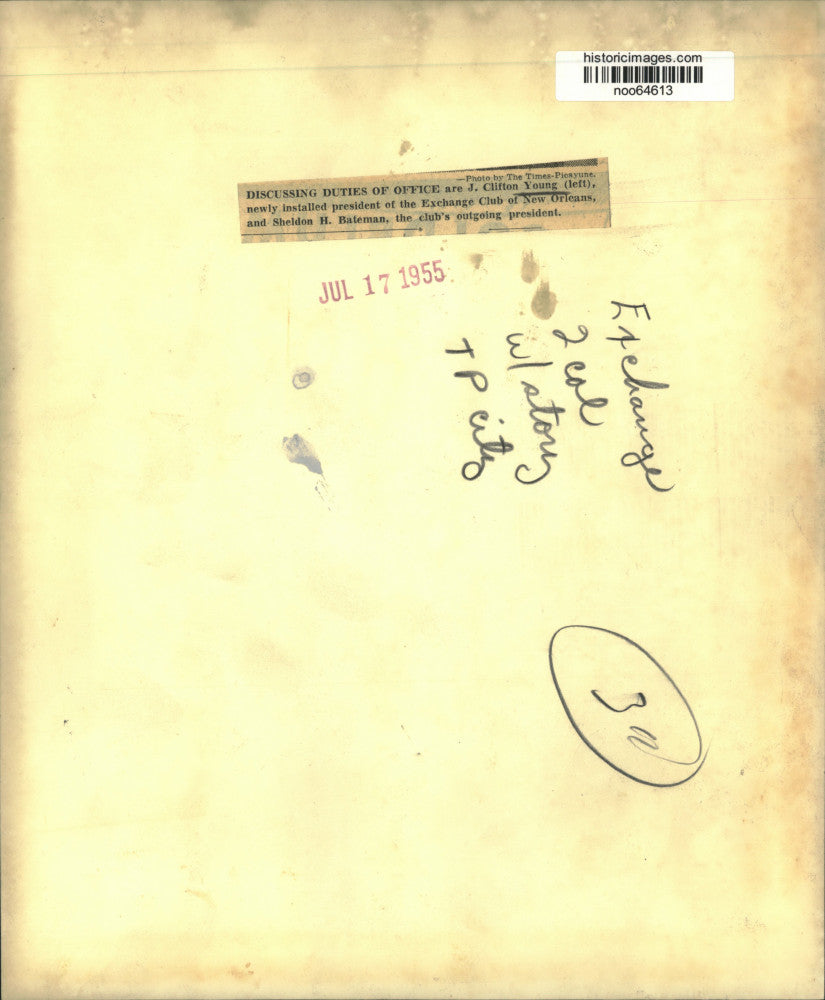 historicimages.com
noo64613
—Photo by The Times-Picayune.
DISCUSSING DUTIES OF OFFICE are J. Clifton Young (left),
newly installed president of the Exchange Club of New Orleans,
and Sheldon H. Bateman, the club's outgoing president.
JUL 17 1955
Exchange
2 col
w/ story
TP city